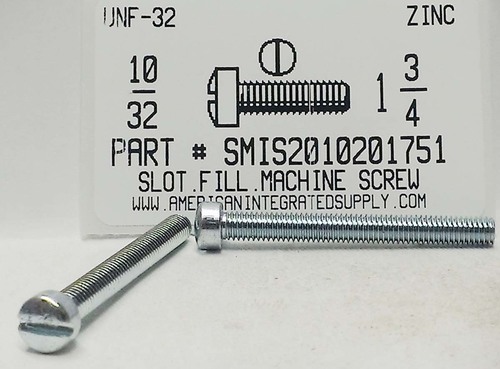 UNF-32 ZINC
10
32
1 3
4
PART # SMIS2010201751
SLOT.FILL.MACHINE SCREW
WWW.AMERICANINTEGRATEDSUPPLY.COM